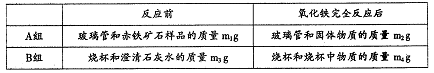 反应前 氧化铁完全反应后
A组 玻璃管和赤铁矿石样品的质量 m₁g 玻璃管和固体物质的质量 m₂g
B组 烧杯和澄清石灰水的质量 m₃g 烧杯和烧杯中物质的质量 m₄g